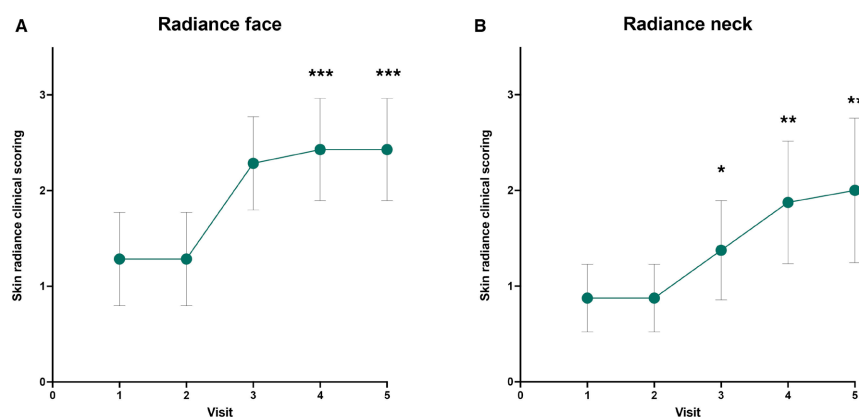 A
Radiance face
Skin radiance clinical scoring
3
2
1
0
*** ***
0 1 2 3 4 5
Visit
B
Radiance neck
Skin radiance clinical scoring
3
2
1
0
* ** **
0 1 2 3 4 5
Visit